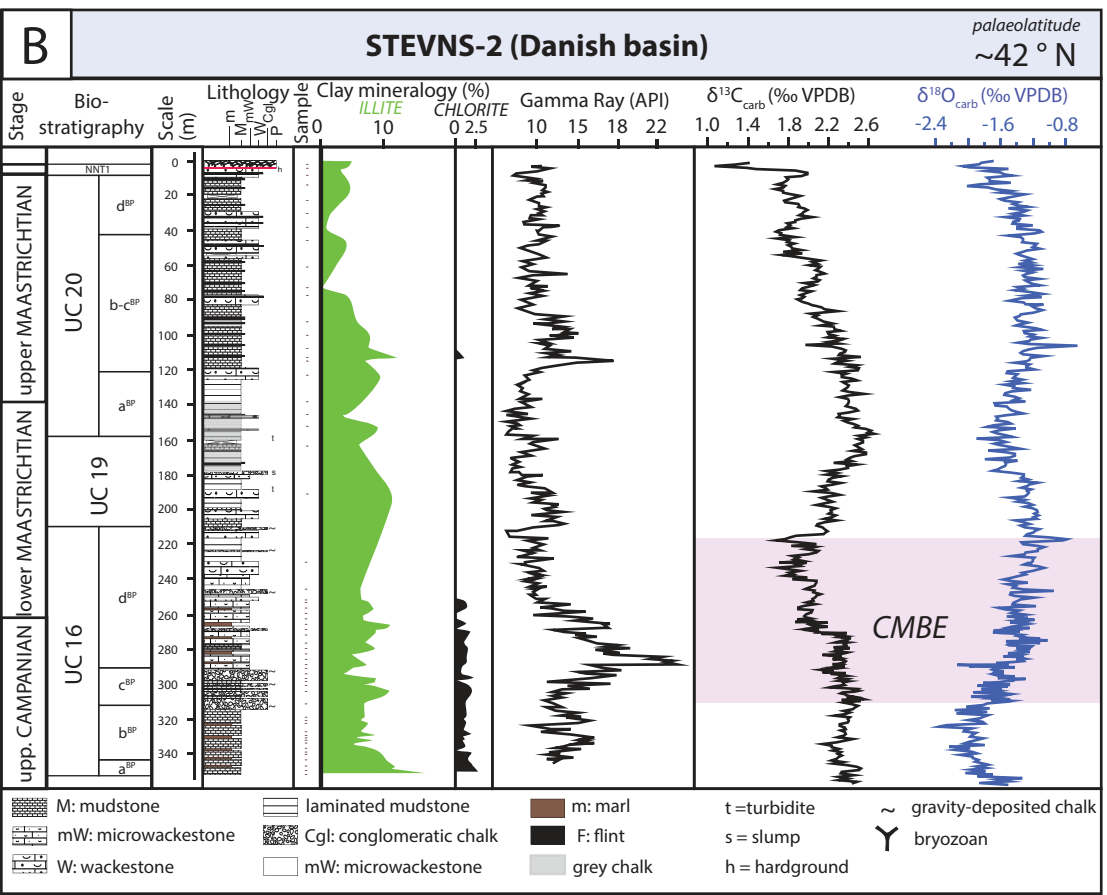 B
STEVNS-2 (Danish basin)
palaeolatitude
~42 ° N
Stage
Bio-
stratigraphy
Scale
(m)
Lithology
m
M
mW
W
Cgl
P
Sample
Clay mineralogy (%)
ILLITE
CHLORITE
0 10
0 2.5
Gamma Ray (API)
10 15 18 22
δ13Ccarb (‰ VPDB)
1.0 1.4 1.8 2.2 2.6
δ18Ocarb (‰ VPDB)
-2.4 -1.6 -0.8
upper MAASTRICHTIAN
lower MAASTRICHTIAN
upp. CAMPANIAN
NNT1
UC 20
dBP
b-cBP
aBP
UC 19
UC 16
dBP
cBP
bBP
aBP
0
20
40
60
80
100
120
140
160
180
200
220
240
260
280
300
320
340
h
t
s
t
~
~
~
~
~
CMBE
M: mudstone
mW: microwackestone
W: wackestone
laminated mudstone
Cgl: conglomeratic chalk
mW: microwackestone
m: marl
F: flint
grey chalk
t =turbidite
s = slump
h = hardground
~ gravity-deposited chalk
bryozoan